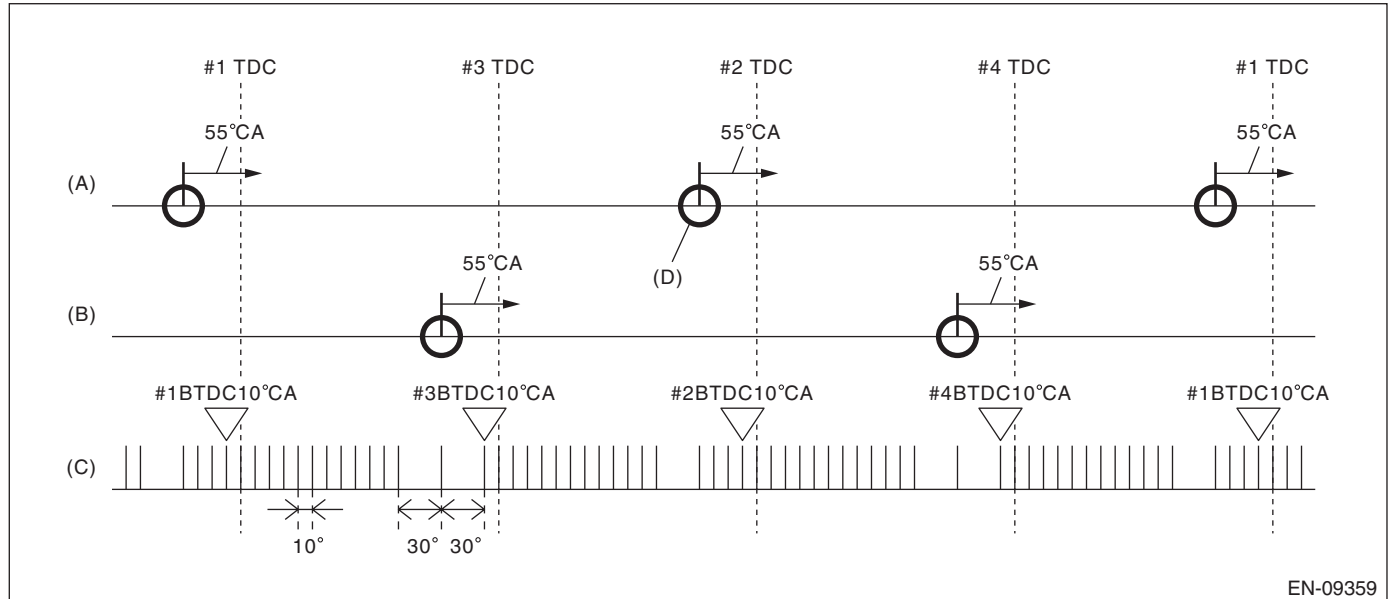 #1 TDC #3 TDC #2 TDC #4 TDC #1 TDC
55°CA 55°CA 55°CA
(A)
55°CA 55°CA
(D)
(B)
#1BTDC10°CA #3BTDC10°CA #2BTDC10°CA #4BTDC10°CA #1BTDC10°CA
(C)
10° 30° 30°
EN-09359